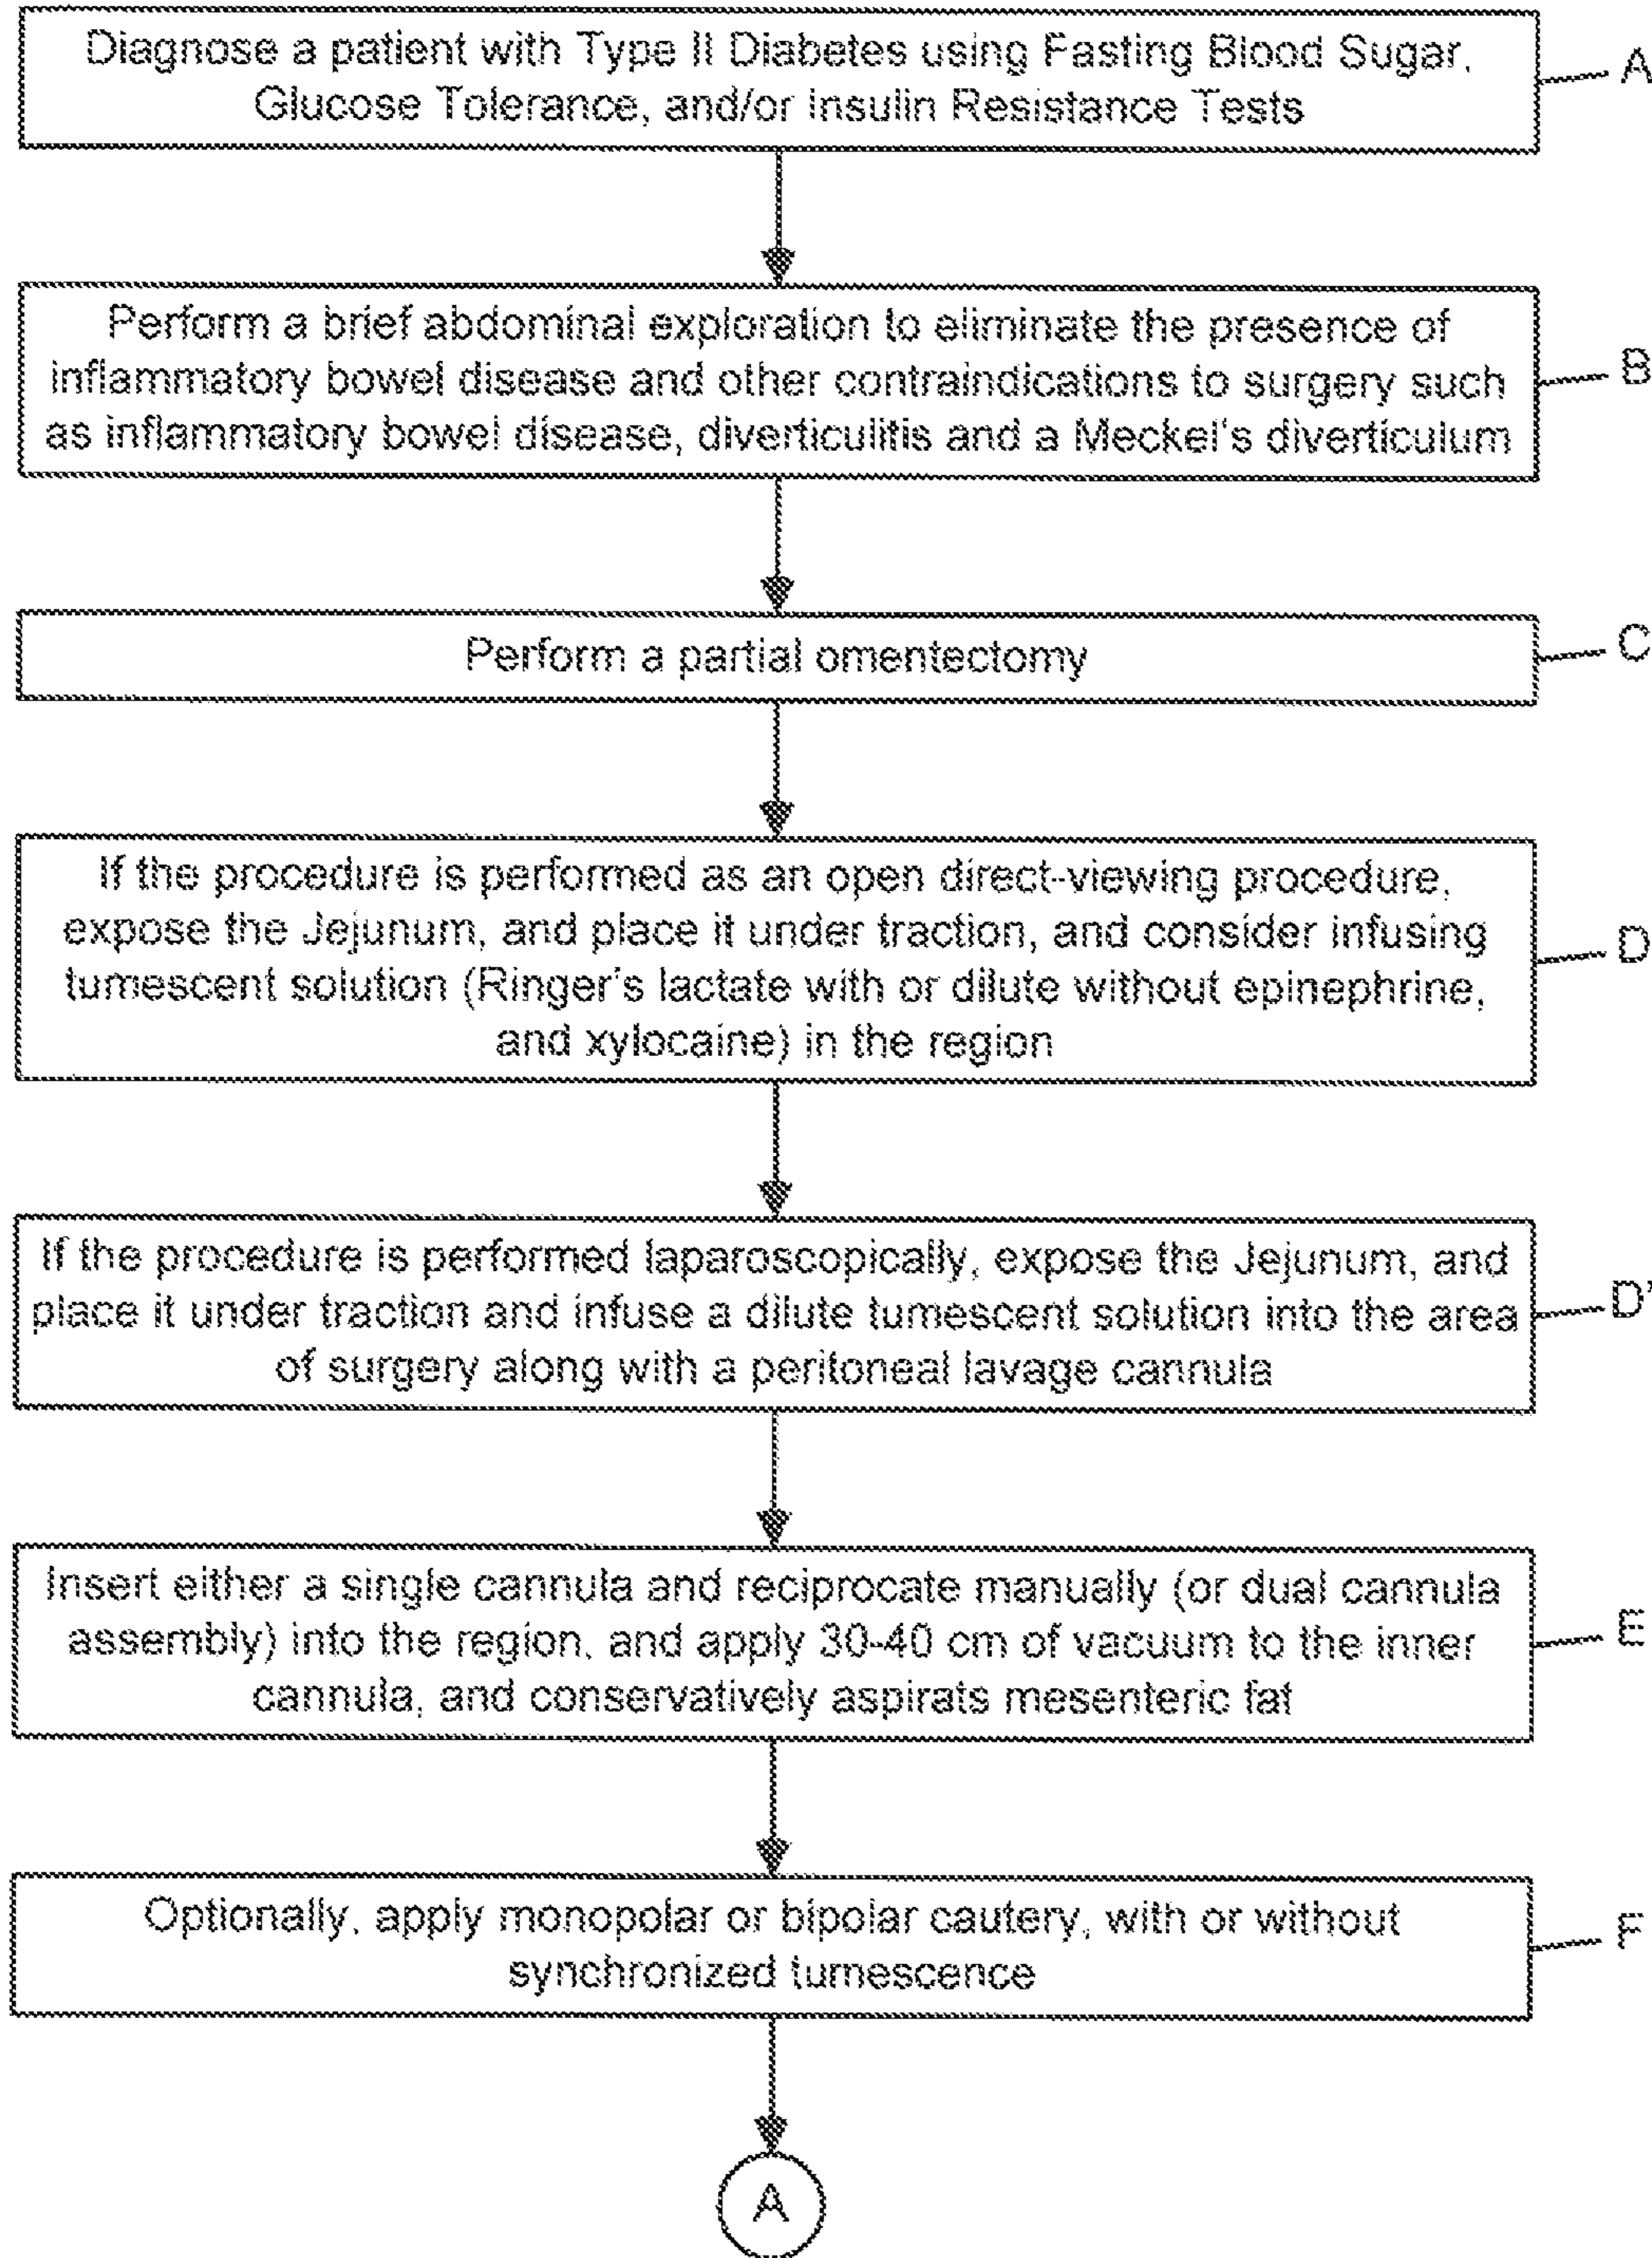 Diagnose a patient with Type II Diabetes using Fasting Blood Sugar,
Glucose Tolerance, and/or Insulin Resistance Tests
A
Perform a brief abdominal exploration to eliminate the presence of
inflammatory bowel disease and other contraindications to surgery such
as inflammatory bowel disease, diverticulitis and a Meckel's diverticulum
B
Perform a partial omentectomy
C
If the procedure is performed as an open direct-viewing procedure,
expose the Jejunum, and place it under traction, and consider infusing
tumescent solution (Ringer's lactate with or dilute without epinephrine,
and xylocaine) in the region
D
If the procedure is performed laparoscopically, expose the Jejunum, and
place it under traction and infuse a dilute tumescent solution into the area
of surgery along with a peritoneal lavage cannula
D'
Insert either a single cannula and reciprocate manually (or dual cannula
assembly) into the region, and apply 30-40 cm of vacuum to the inner
cannula, and conservatively aspirats mesenteric fat
E
Optionally, apply monopolar or bipolar cautery, with or without
synchronized tumescence
F
A